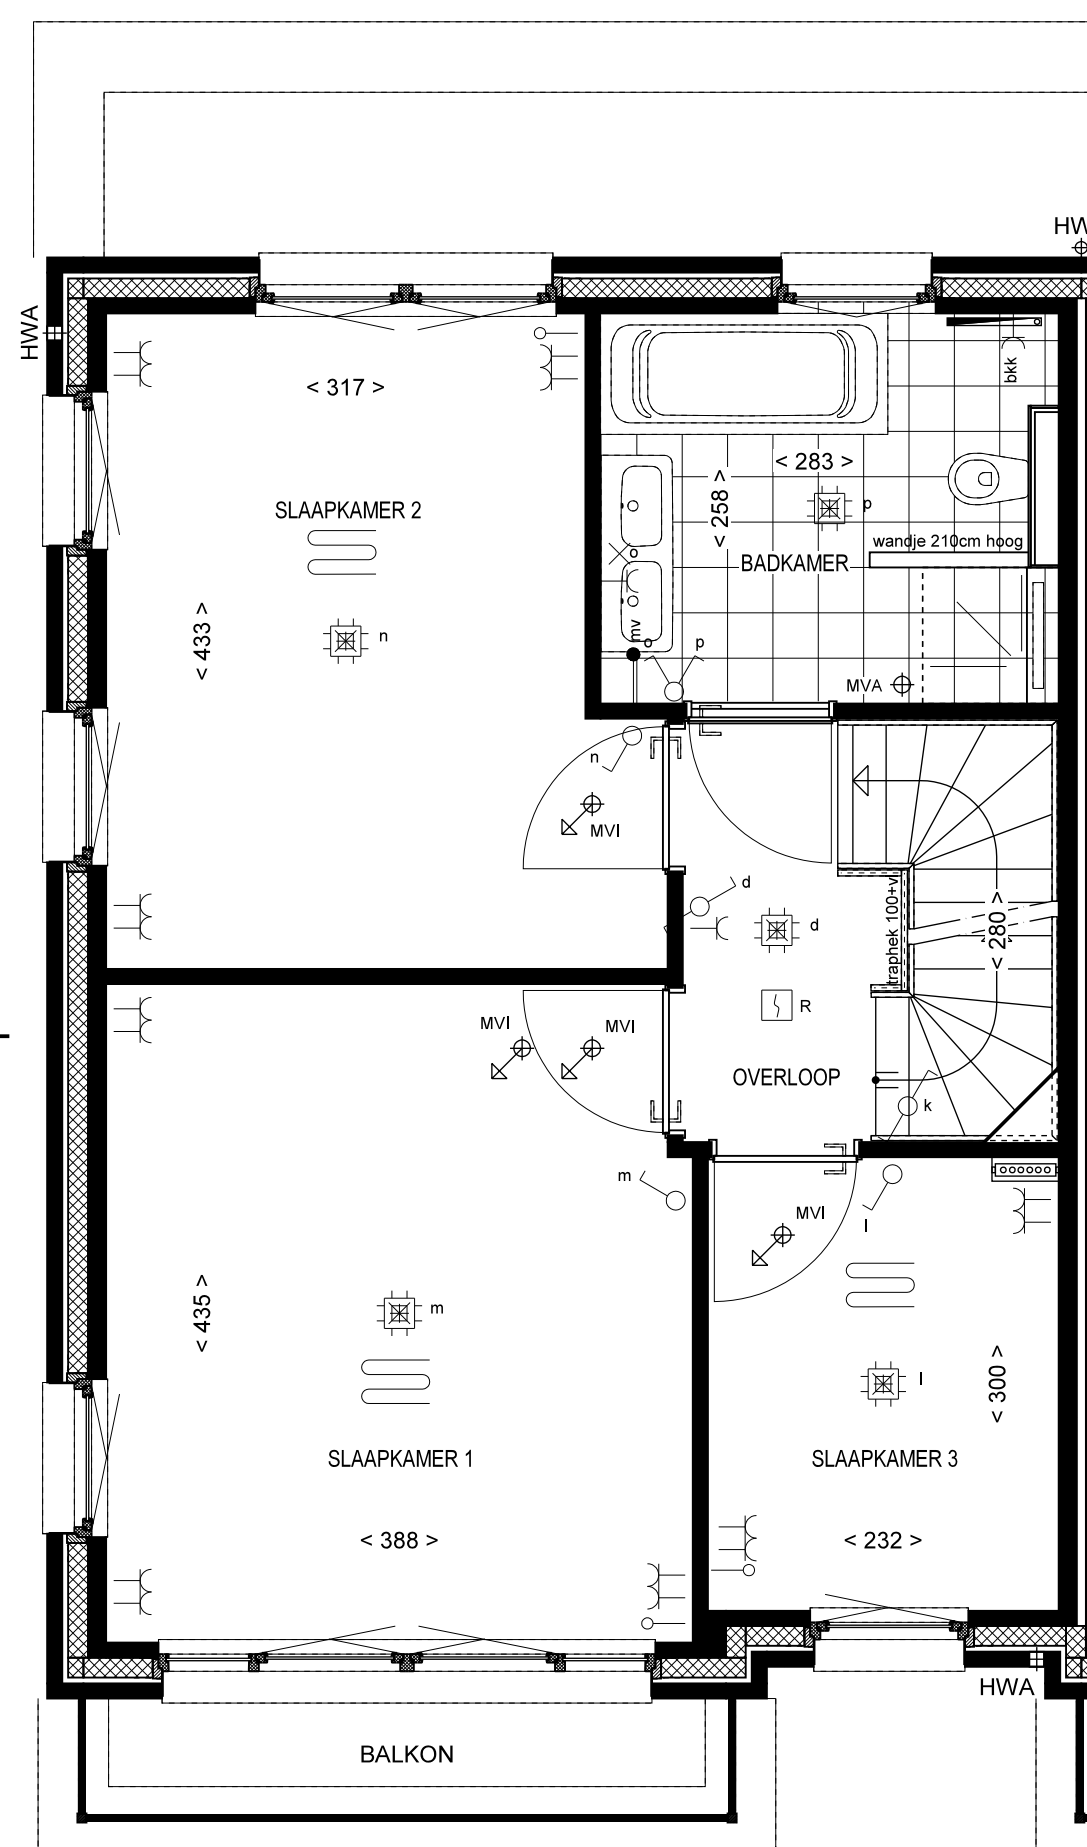 HW
HWA
bkk
< 317 >
< 283 >
< 258 >
SLAAPKAMER 2
p
wandje 210cm hoog
o
BADKAMER
< 433 >
n
mv
o
p
MVA
n
MVI
d
d
traphek 100+v
< 280 >
R
MVI
MVI
OVERLOOP
k
m
MVI
l
< 435 >
m
l
< 300 >
SLAAPKAMER 1
SLAAPKAMER 3
< 388 >
< 232 >
HWA
BALKON